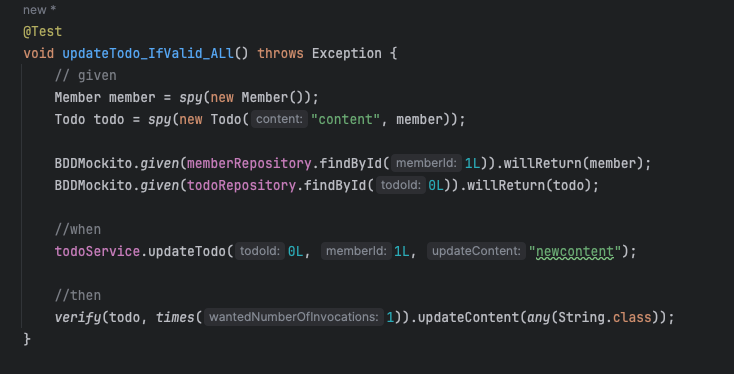 new *
@Test
void updateTodo_IfValid_ALl() throws Exception {
// given
Member member = spy(new Member());
Todo todo = spy(new Todo( content: "content", member));
BDDMockito.given(memberRepository.findById( memberId: 1L)).willReturn(member);
BDDMockito.given(todoRepository.findById( todoId: 0L)).willReturn(todo);
//when
todoService.updateTodo( todoId: 0L, memberId: 1L, updateContent: "newcontent");
//then
verify(todo, times( wantedNumberOfInvocations: 1)).updateContent(any(String.class));
}